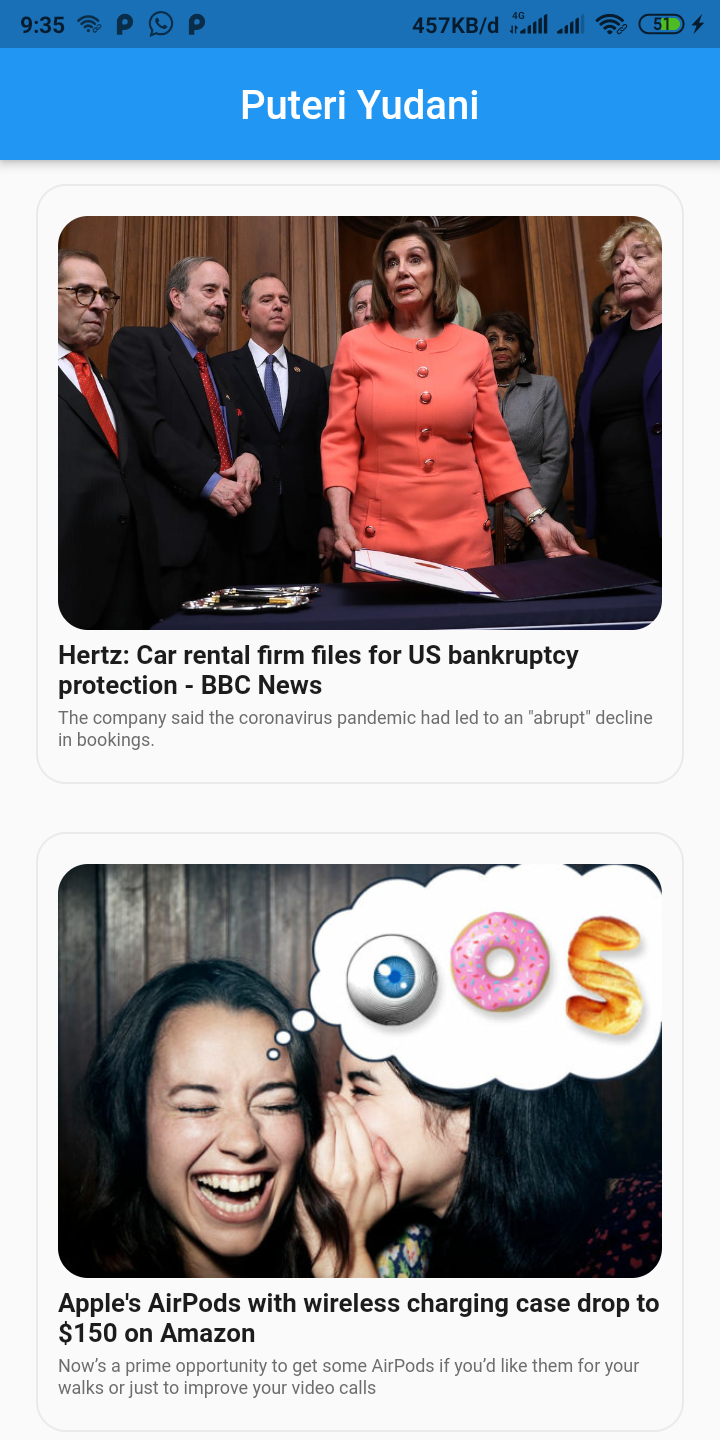 9:35
457KB/d
4G
51
Puteri Yudani
Hertz: Car rental firm files for US bankruptcy
protection - BBC News
The company said the coronavirus pandemic had led to an "abrupt" decline
in bookings.
OS
Apple's AirPods with wireless charging case drop to
$150 on Amazon
Now’s a prime opportunity to get some AirPods if you’d like them for your
walks or just to improve your video calls